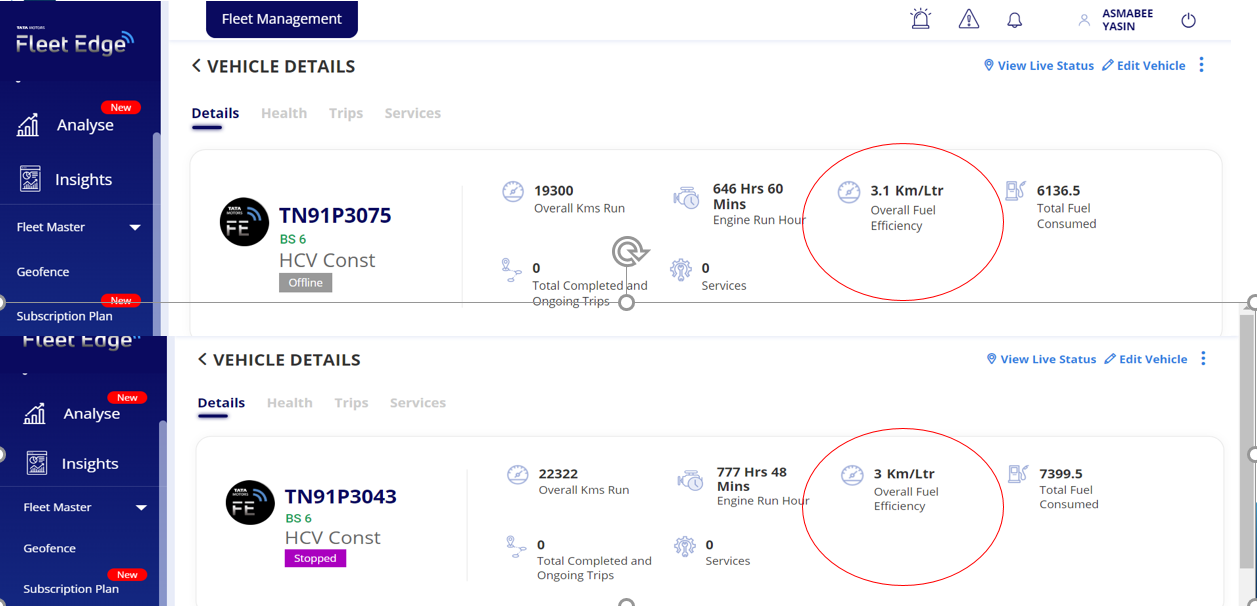 TATA MOTORS
Fleet Edge
Fleet Management
ASMABEE
YASIN
VEHICLE DETAILS
View Live Status
Edit Vehicle
New
Analyse
Insights
Fleet Master
Geofence
New
Subscription Plan
Details
Health
Trips
Services
TATA
MOTORS
FE
TN91P3075
BS 6
HCV Const
Offline
19300
Overall Kms Run
646 Hrs 60
Mins
Engine Run Hour
3.1 Km/Ltr
Overall Fuel
Efficiency
6136.5
Total Fuel
Consumed
0
Total Completed and
Ongoing Trips
0
Services
Fleet Edge
VEHICLE DETAILS
View Live Status
Edit Vehicle
New
Analyse
Insights
Fleet Master
Geofence
New
Subscription Plan
Details
Health
Trips
Services
TATA
MOTORS
FE
TN91P3043
BS 6
HCV Const
Stopped
22322
Overall Kms Run
777 Hrs 48
Mins
Engine Run Hour
3 Km/Ltr
Overall Fuel
Efficiency
7399.5
Total Fuel
Consumed
0
Total Completed and
Ongoing Trips
0
Services